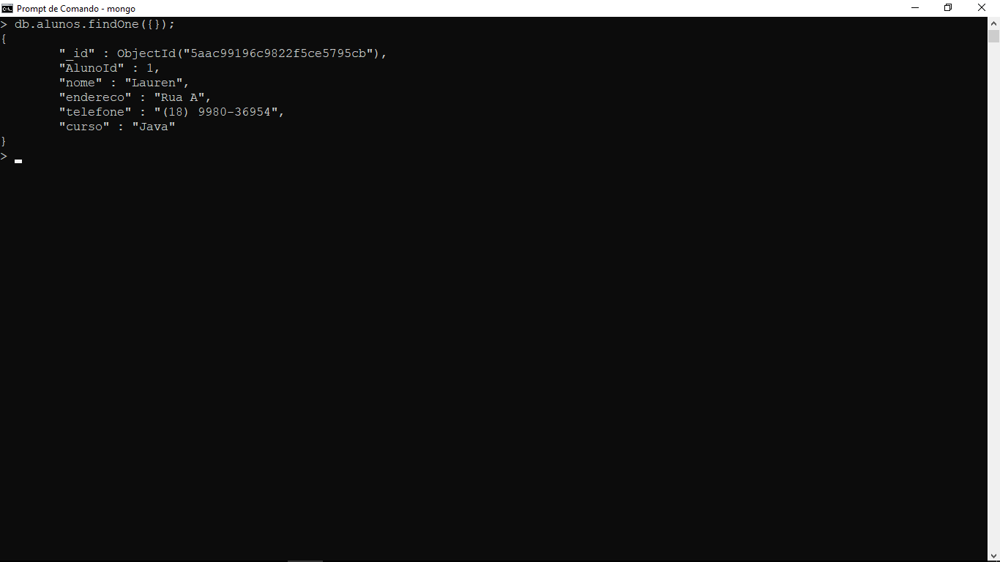 Prompt de Comando - mongo
> db.alunos.findOne({});
{
"_id" : ObjectId("5aac99196c9822f5ce5795cb"),
"AlunoId" : 1,
"nome" : "Lauren",
"endereco" : "Rua A",
"telefone" : "(18) 9980-36954",
"curso" : "Java"
}
>